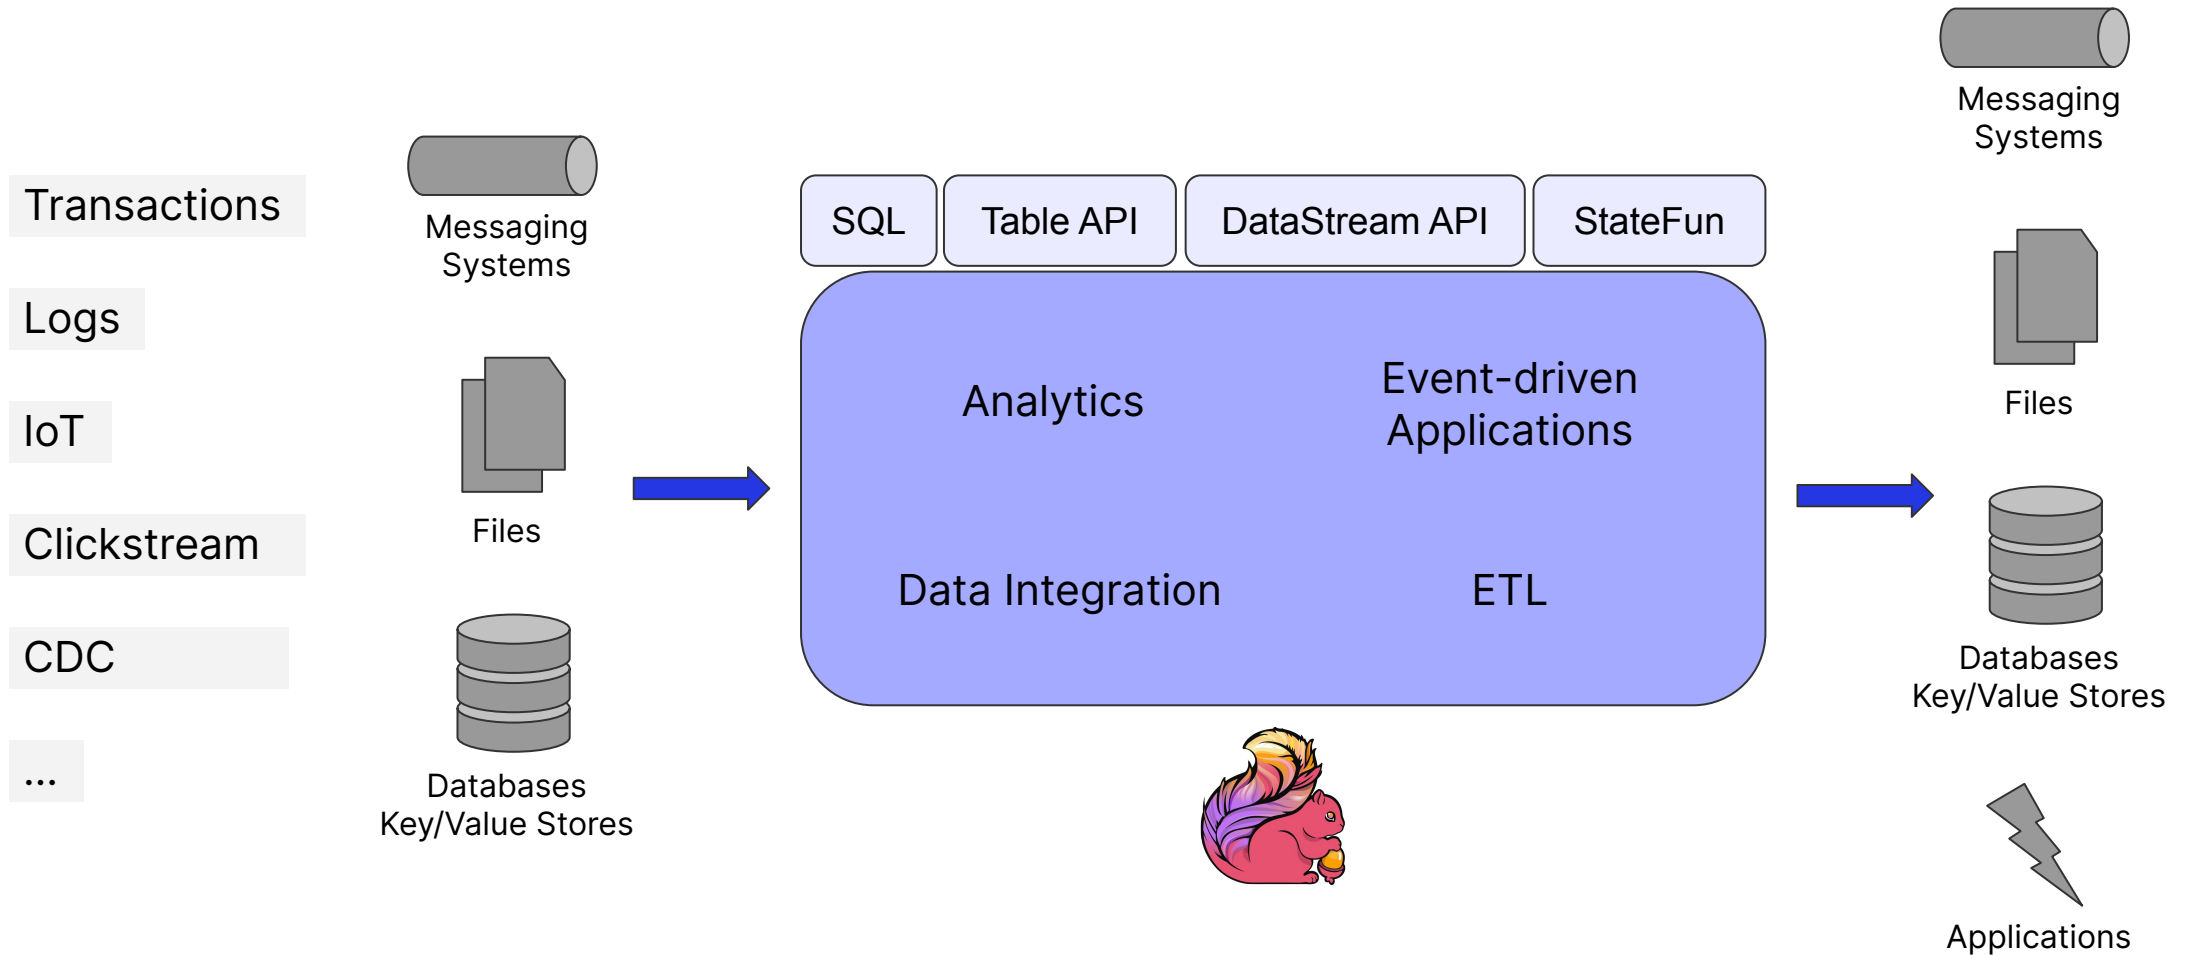 Transactions
Logs
IoT
Clickstream
CDC
...
Messaging
Systems
Files
Databases
Key/Value Stores
SQL
Table API
DataStream API
StateFun
Analytics
Event-driven
Applications
Data Integration
ETL
Messaging
Systems
Files
Databases
Key/Value Stores
Applications